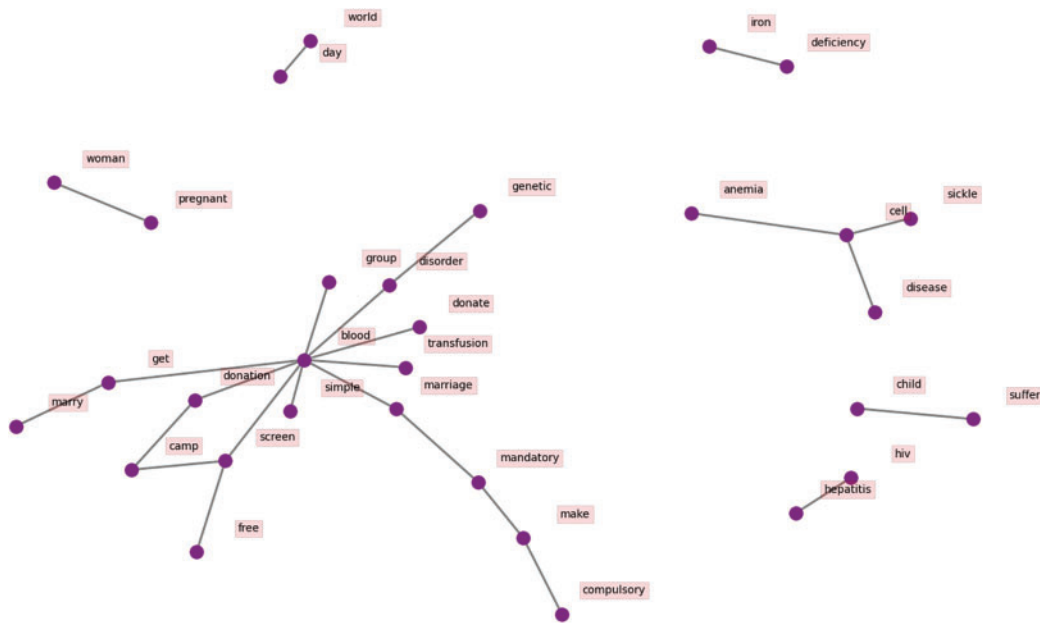 world
iron
day
deficiency
woman
genetic
anemia
sickle
pregnant
cell
group
disorder
disease
donate
blood
transfusion
get
donation
simple
marriage
child
suffer
marry
camp
screen
mandatory
hiv
hepatitis
free
make
compulsory